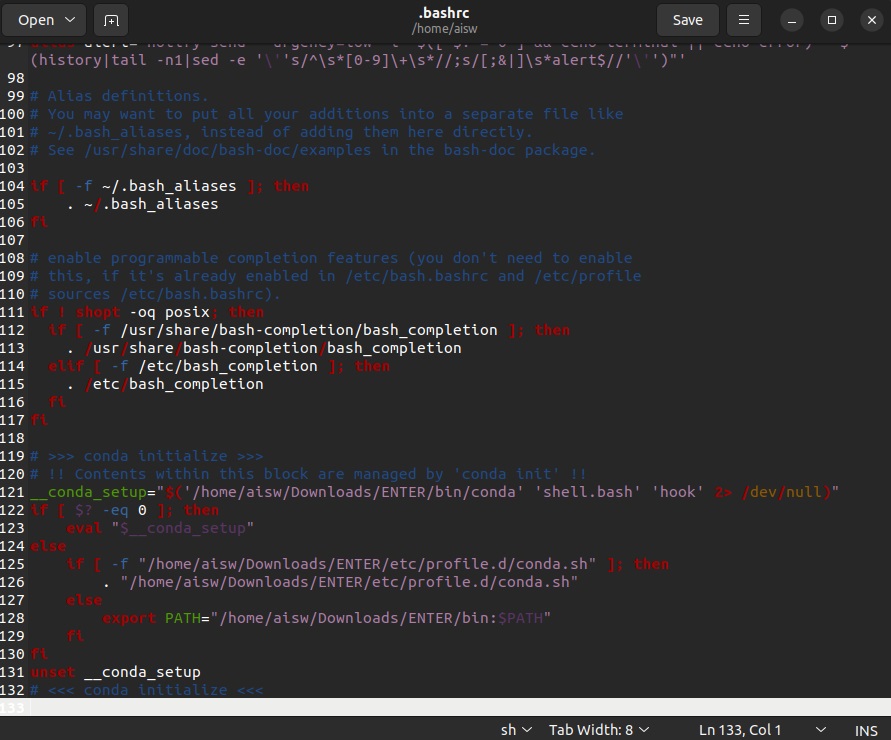 Open
.bashrc
/home/aisw
Save
(history|tail -n1|sed -e '\''s/^\s*[0-9]\+\s*//;s/[;&|]\s*alert$//'\'')"'
98
99 # Alias definitions.
100 # You may want to put all your additions into a separate file like
101 # ~/.bash_aliases, instead of adding them here directly.
102 # See /usr/share/doc/bash-doc/examples in the bash-doc package.
103
104 if [ -f ~/.bash_aliases ]; then
105     . ~/.bash_aliases
106 fi
107
108 # enable programmable completion features (you don't need to enable
109 # this, if it's already enabled in /etc/bash.bashrc and /etc/profile
110 # sources /etc/bash.bashrc).
111 if ! shopt -oq posix; then
112   if [ -f /usr/share/bash-completion/bash_completion ]; then
113     . /usr/share/bash-completion/bash_completion
114   elif [ -f /etc/bash_completion ]; then
115     . /etc/bash_completion
116   fi
117 fi
118
119 # >>> conda initialize >>>
120 # !! Contents within this block are managed by 'conda init' !!
121 __conda_setup="$('/home/aisw/Downloads/ENTER/bin/conda' 'shell.bash' 'hook' 2> /dev/null)"
122 if [ $? -eq 0 ]; then
123     eval "$__conda_setup"
124 else
125     if [ -f "/home/aisw/Downloads/ENTER/etc/profile.d/conda.sh" ]; then
126         . "/home/aisw/Downloads/ENTER/etc/profile.d/conda.sh"
127     else
128         export PATH="/home/aisw/Downloads/ENTER/bin:$PATH"
129     fi
130 fi
131 unset __conda_setup
132 # <<< conda initialize <<<
133
sh Tab Width: 8 Ln 133, Col 1 INS